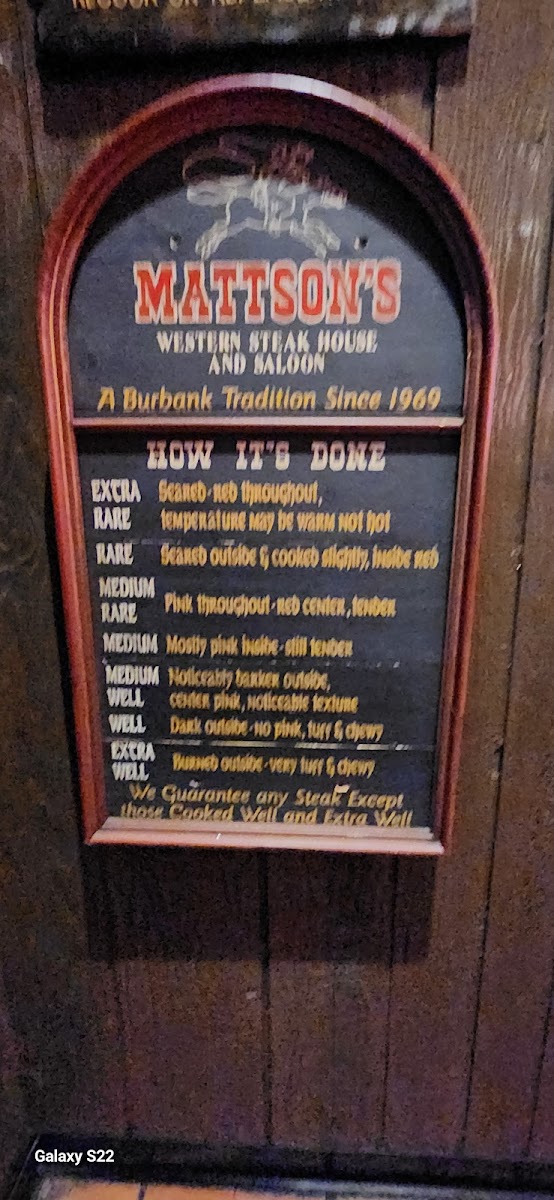 MATTSON'S
WESTERN STEAK HOUSE
AND SALOON
A Burbank Tradition Since 1969
HOW IT'S DONE
EXTRA RARE Seared-red throughout,
temperature may be warm not hot
RARE Seared outside & cooked slightly, inside red
MEDIUM RARE Pink throughout-red center, tender
MEDIUM Mostly pink inside-still tender
MEDIUM WELL Noticeably darker outside,
center pink, noticeable texture
WELL Dark outside-no pink, tuff & chewy
EXTRA WELL Burned outside-very tuff & chewy
We Guarantee any Steak Except
those Cooked Well and Extra Well
Galaxy S22